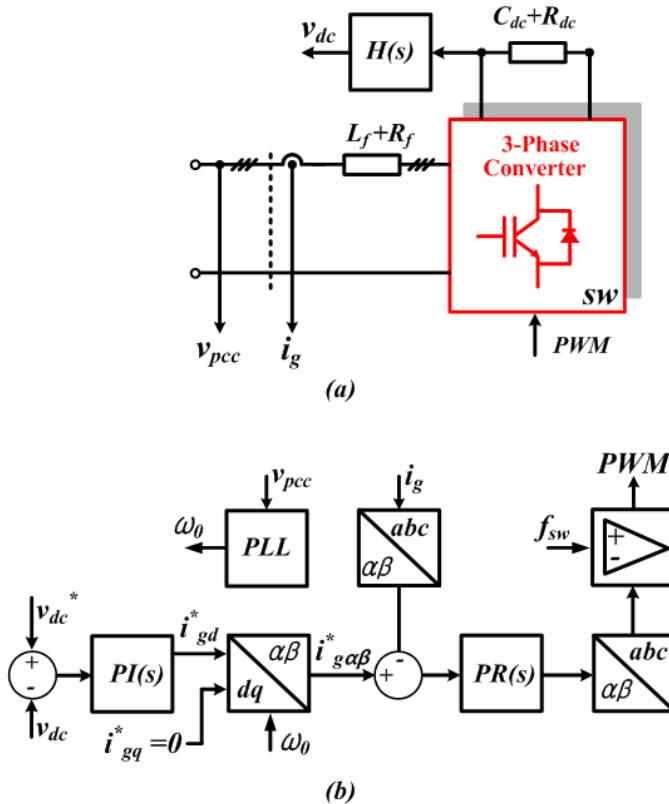 C_dc+R_dc
v_dc
H(s)
L_f+R_f
3-Phase
Converter
SW
v_pcc
i_g
PWM
(a)
v_pcc
i_g
PWM
ω_0
PLL
abc
αβ
f_sw
+
-
v_dc*
i*_gd
αβ
i*_gαβ
-
+
+
-
PI(s)
dq
PR(s)
abc
αβ
v_dc
i*_gq =0
ω_0
(b)